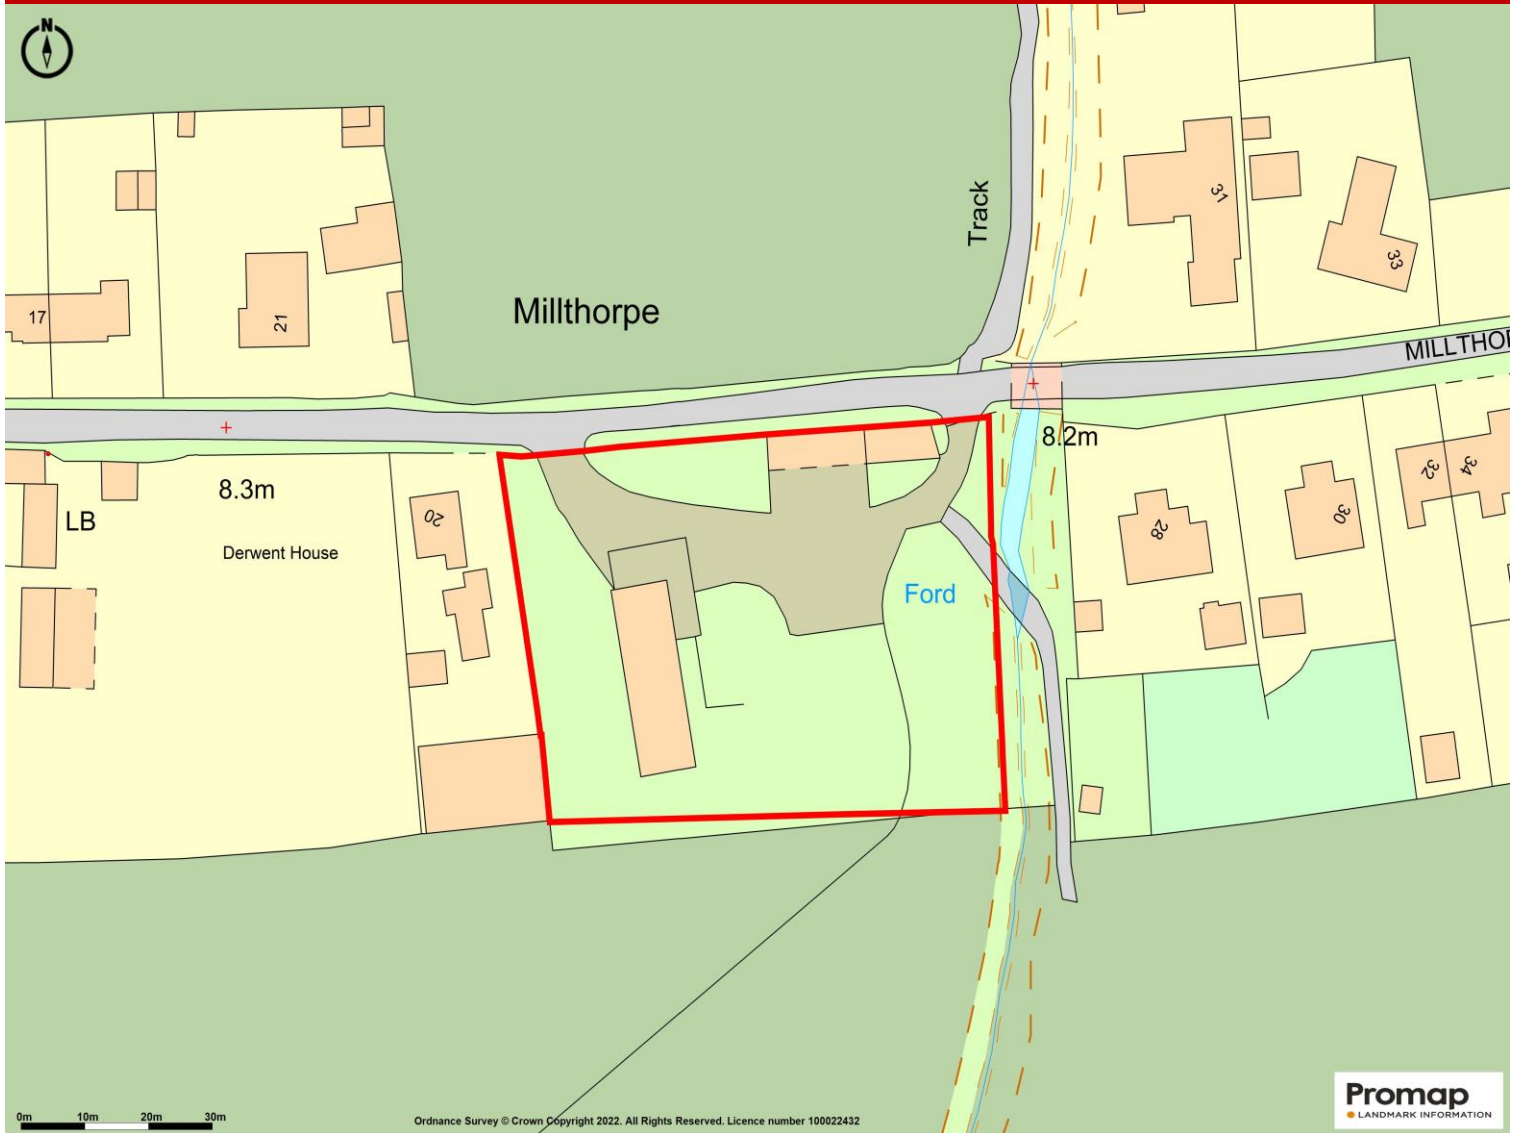 N
Track
31
33
17
21
Millthorpe
MILLTHO
8.2m
8.3m
LB
20
32
34
28
30
Derwent House
Ford
0m 10m 20m 30m
Ordnance Survey © Crown Copyright 2022. All Rights Reserved. Licence number 100022432
Promap
LANDMARK INFORMATION